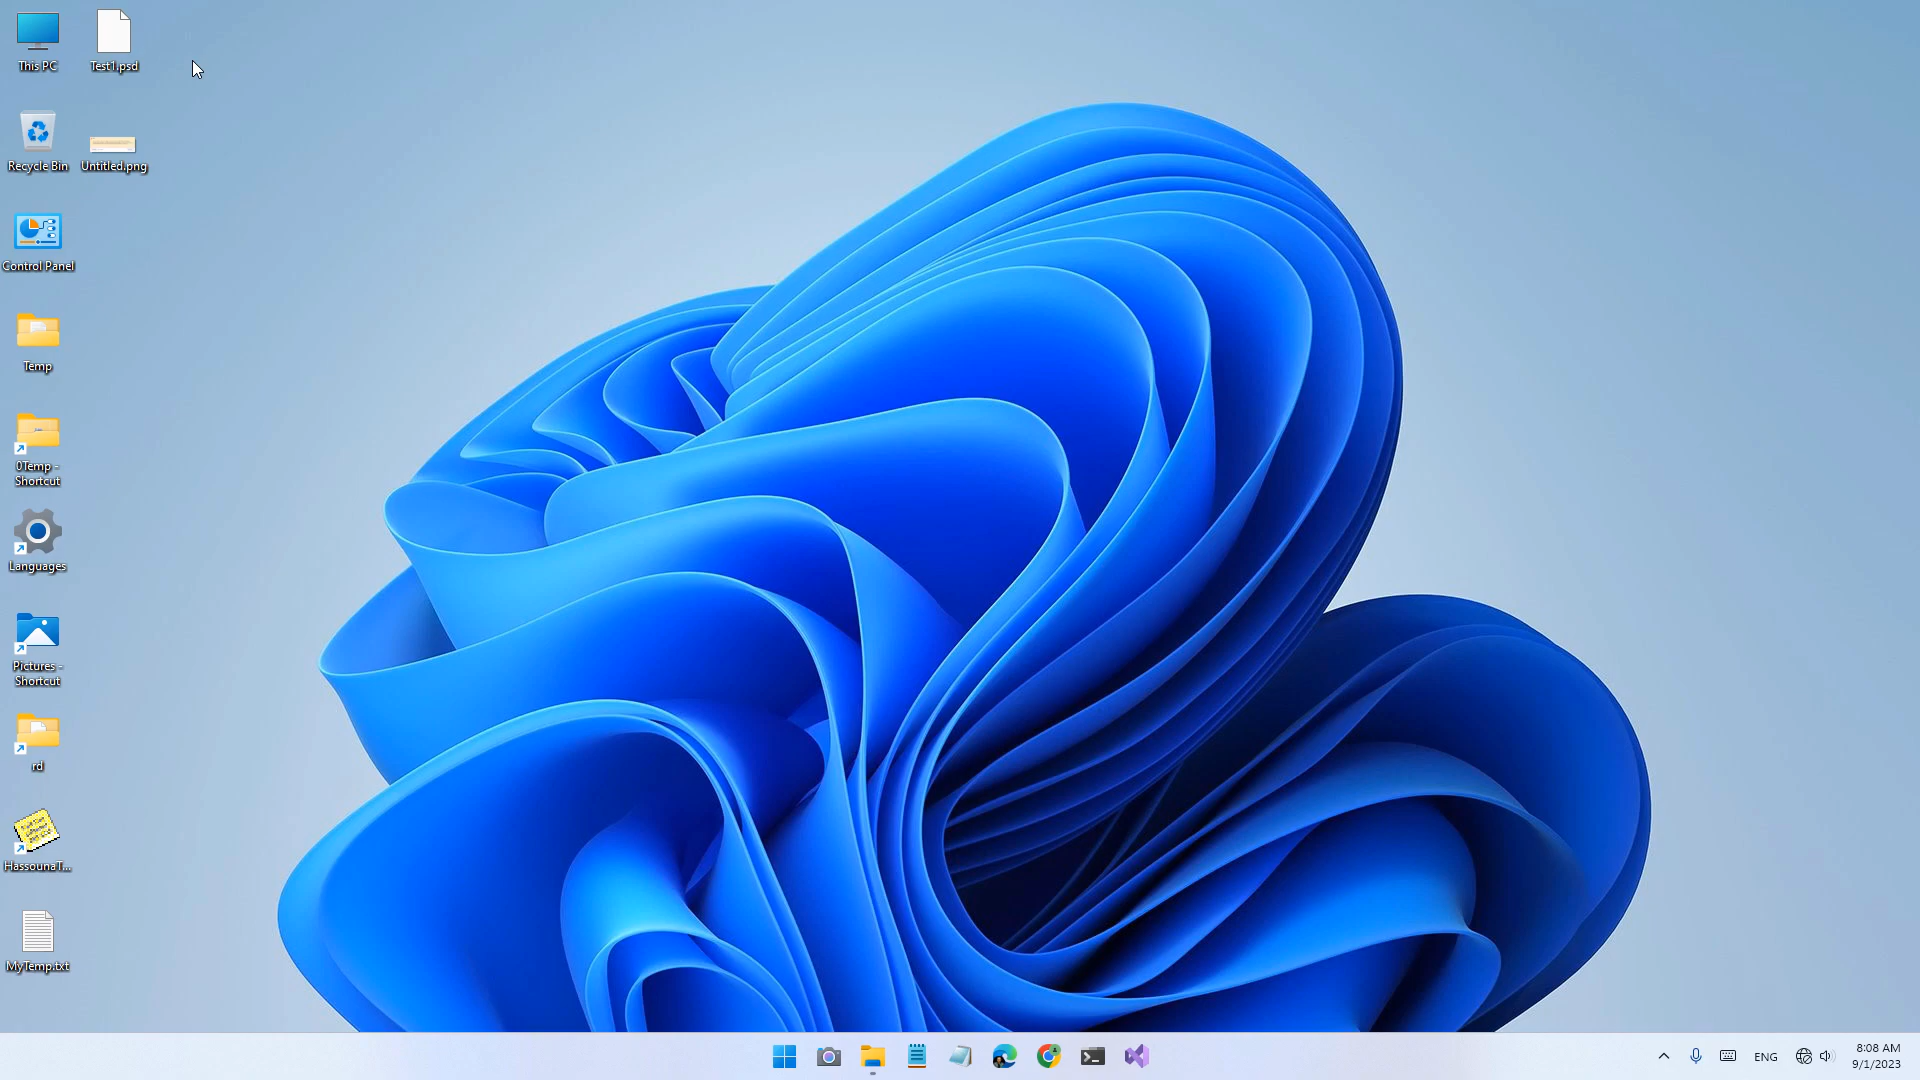 This PC
Test1.psd
Recycle Bin
Untitled.png
Control Panel
Temp
0Temp -
Shortcut
Languages
Pictures -
Shortcut
rd
HassounaT...
MyTemp.txt
ENG
8:08 AM
9/1/2023